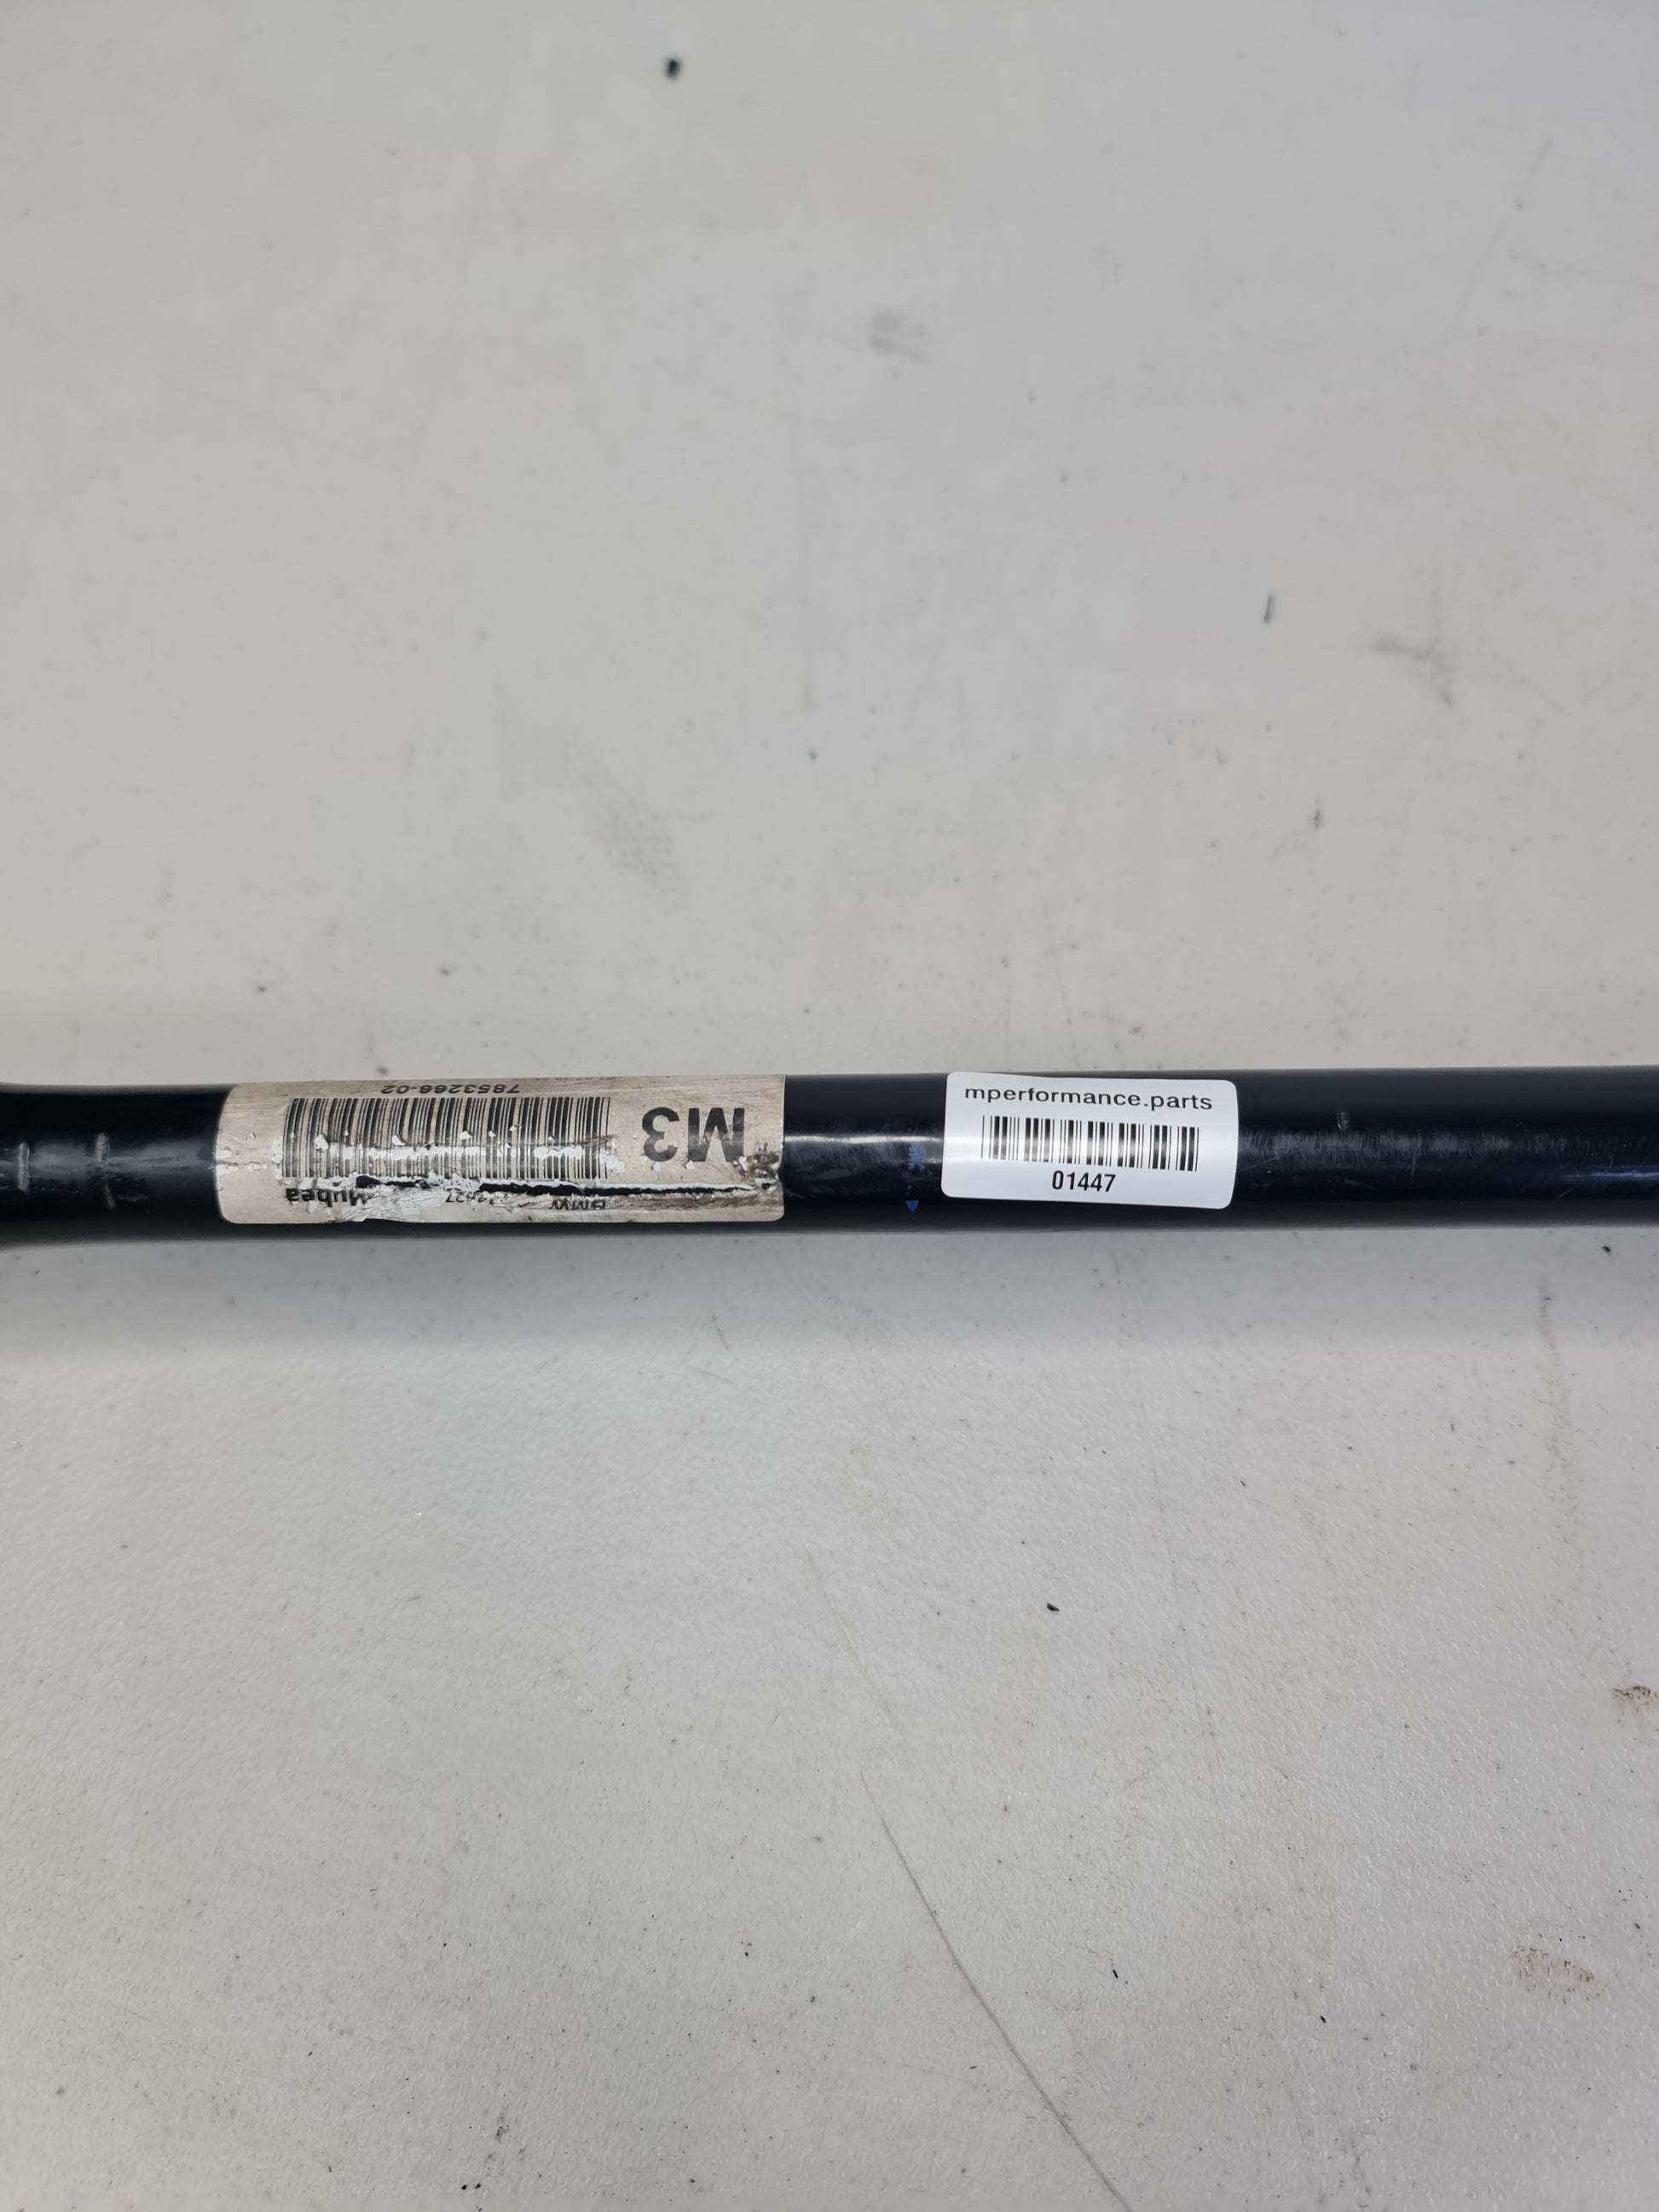 7853266-02
M3
Mubea
BMW
mperformance.parts
01447